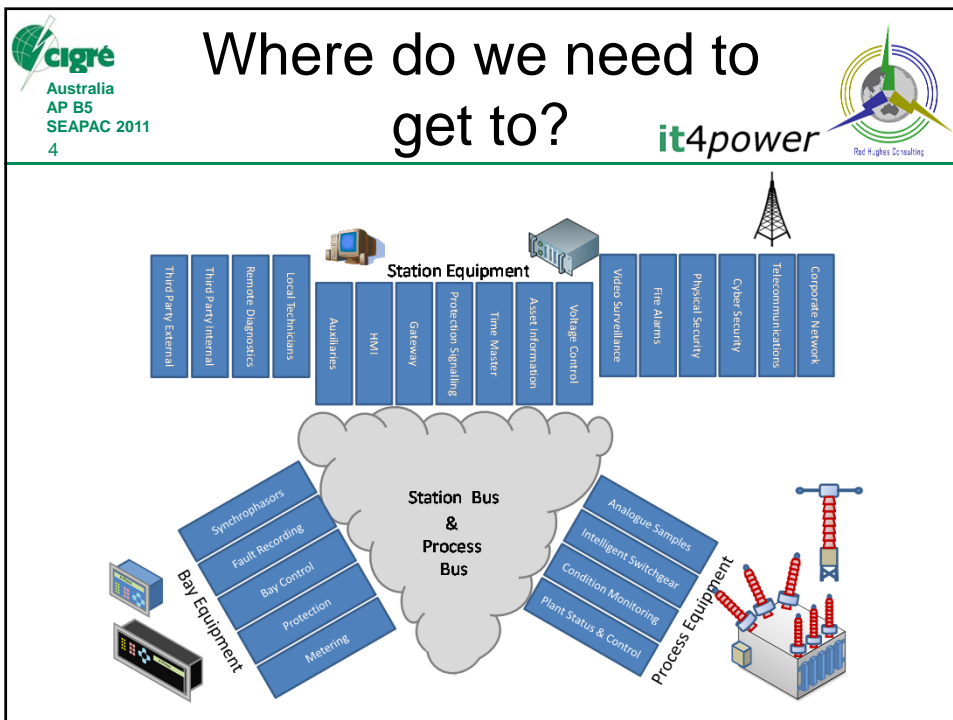 cigré
Australia
AP B5
SEAPAC 2011
4
Where do we need to
get to?
it4power
Rod Hughes Consulting
Third Party External
Third Party Internal
Remote Diagnostics
Local Technicians
Station Equipment
Auxiliaries
HMI
Gateway
Protection Signalling
Time Master
Asset Information
Voltage Control
Video Surveillance
Fire Alarms
Physical Security
Cyber Security
Telecommunications
Corporate Network
Station Bus
&
Process
Bus
Bay Equipment
Synchrophasors
Fault Recording
Bay Control
Protection
Metering
Analogue Samples
Intelligent Switchgear
Condition Monitoring
Plant Status & Control
Process Equipment